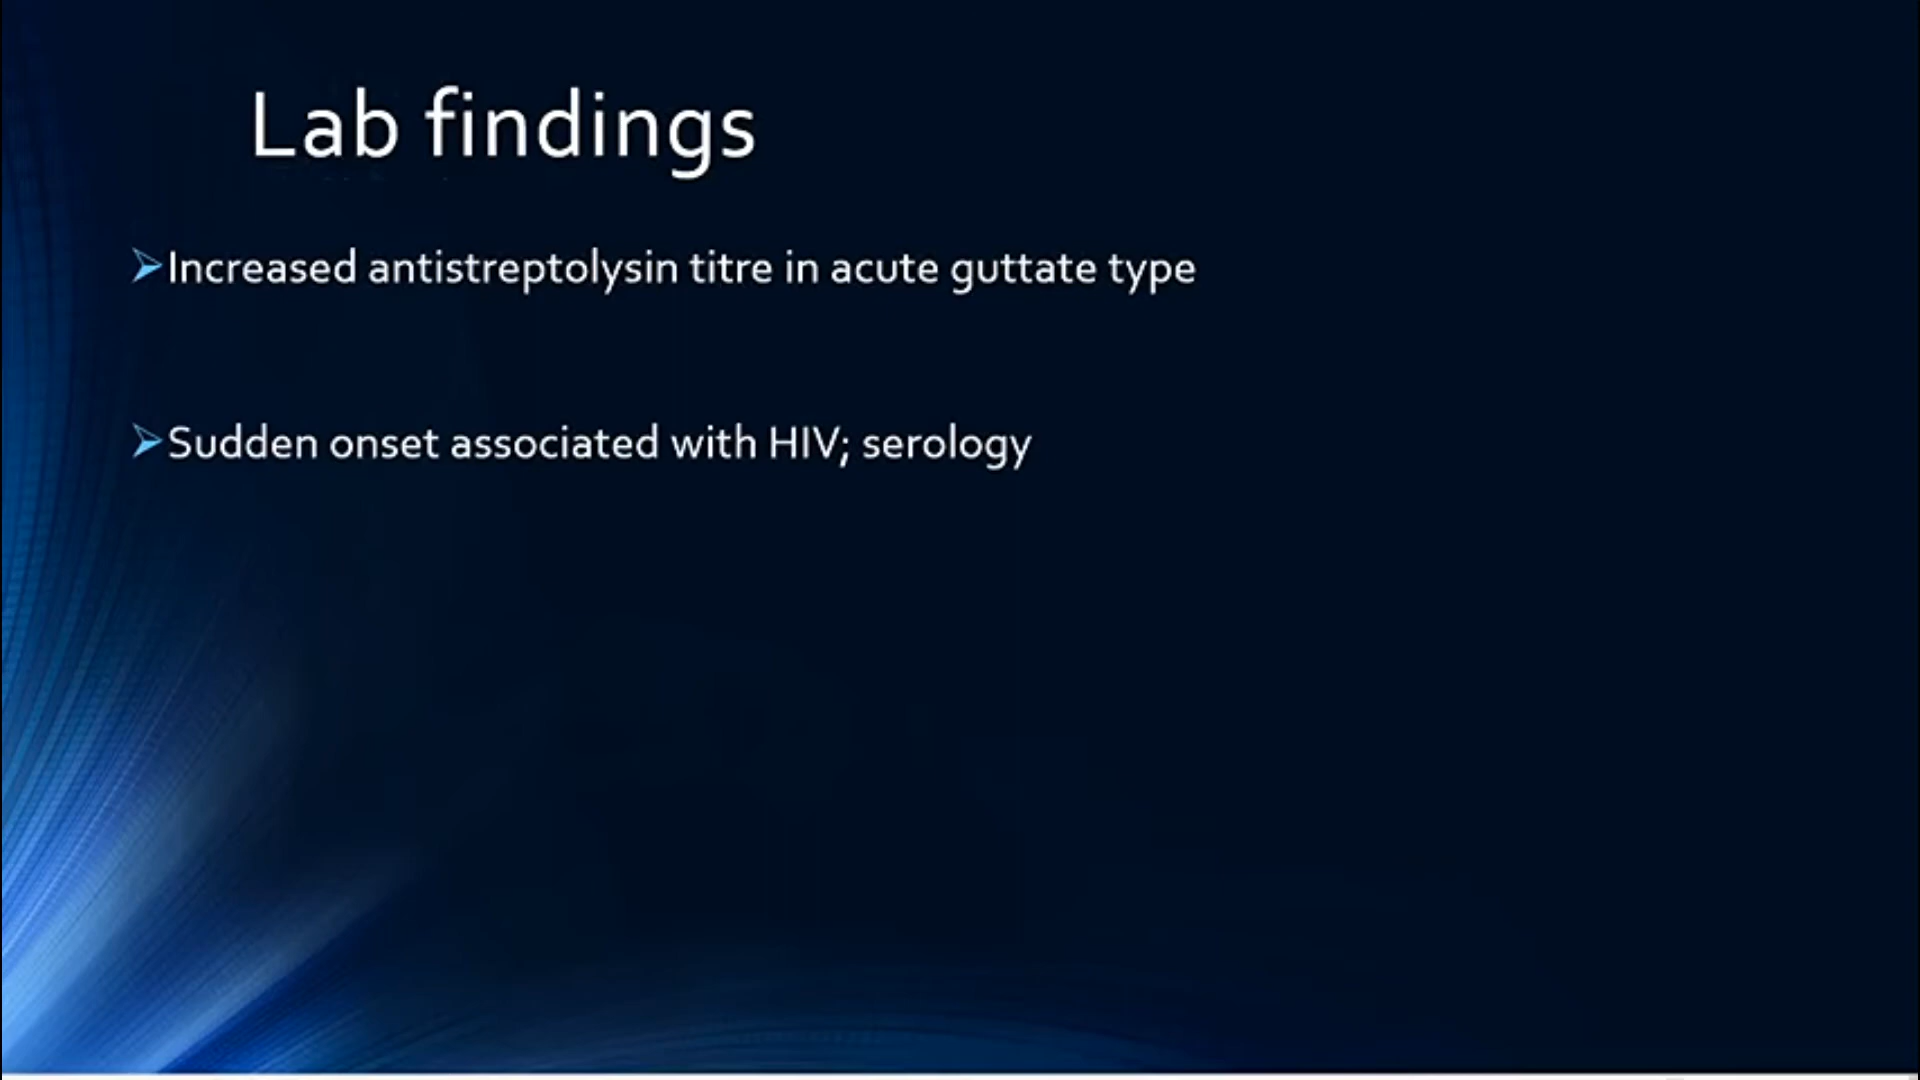 Lab findings
Increased antistreptolysin titre in acute guttate type
Sudden onset associated with HIV; serology